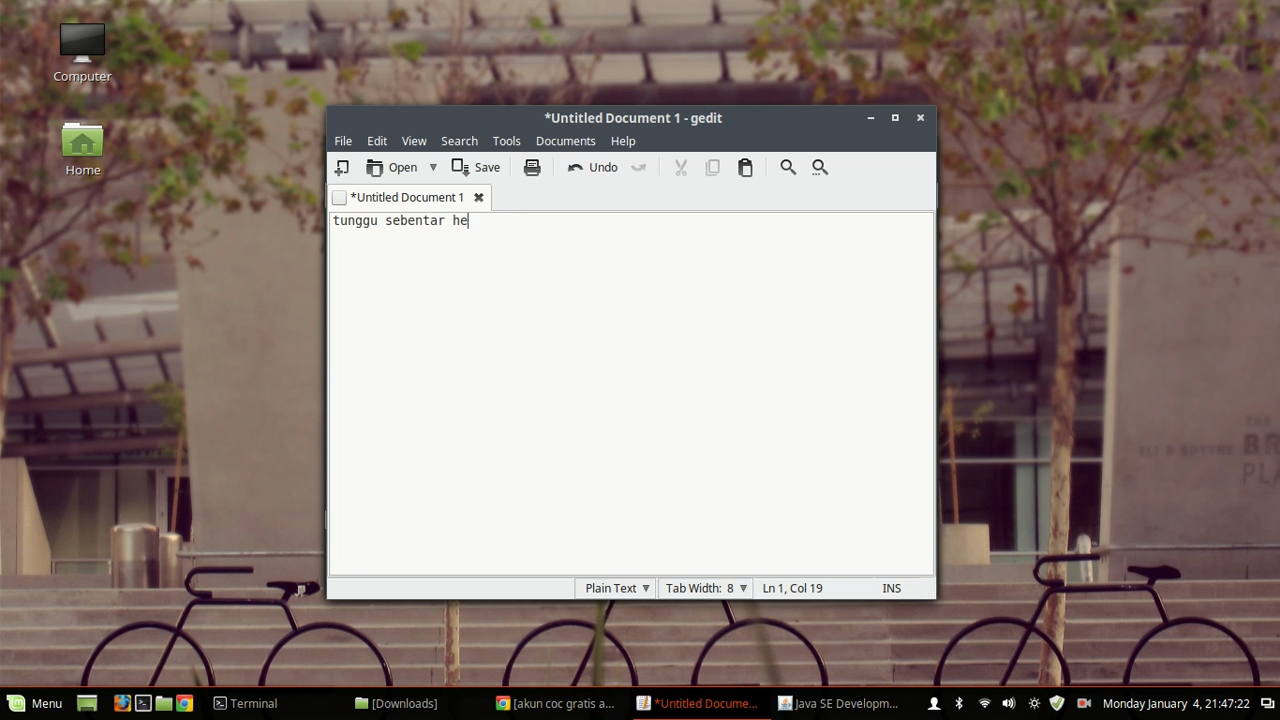 Computer
Home
*Untitled Document 1 - gedit
File Edit View Search Tools Documents Help
Open Save Undo
*Untitled Document 1
tunggu sebentar he
Plain Text Tab Width: 8 Ln 1, Col 19 INS
Menu Terminal [Downloads] [akun coc gratis a... *Untitled Docume... Java SE Developm... Monday January 4, 21:47:22